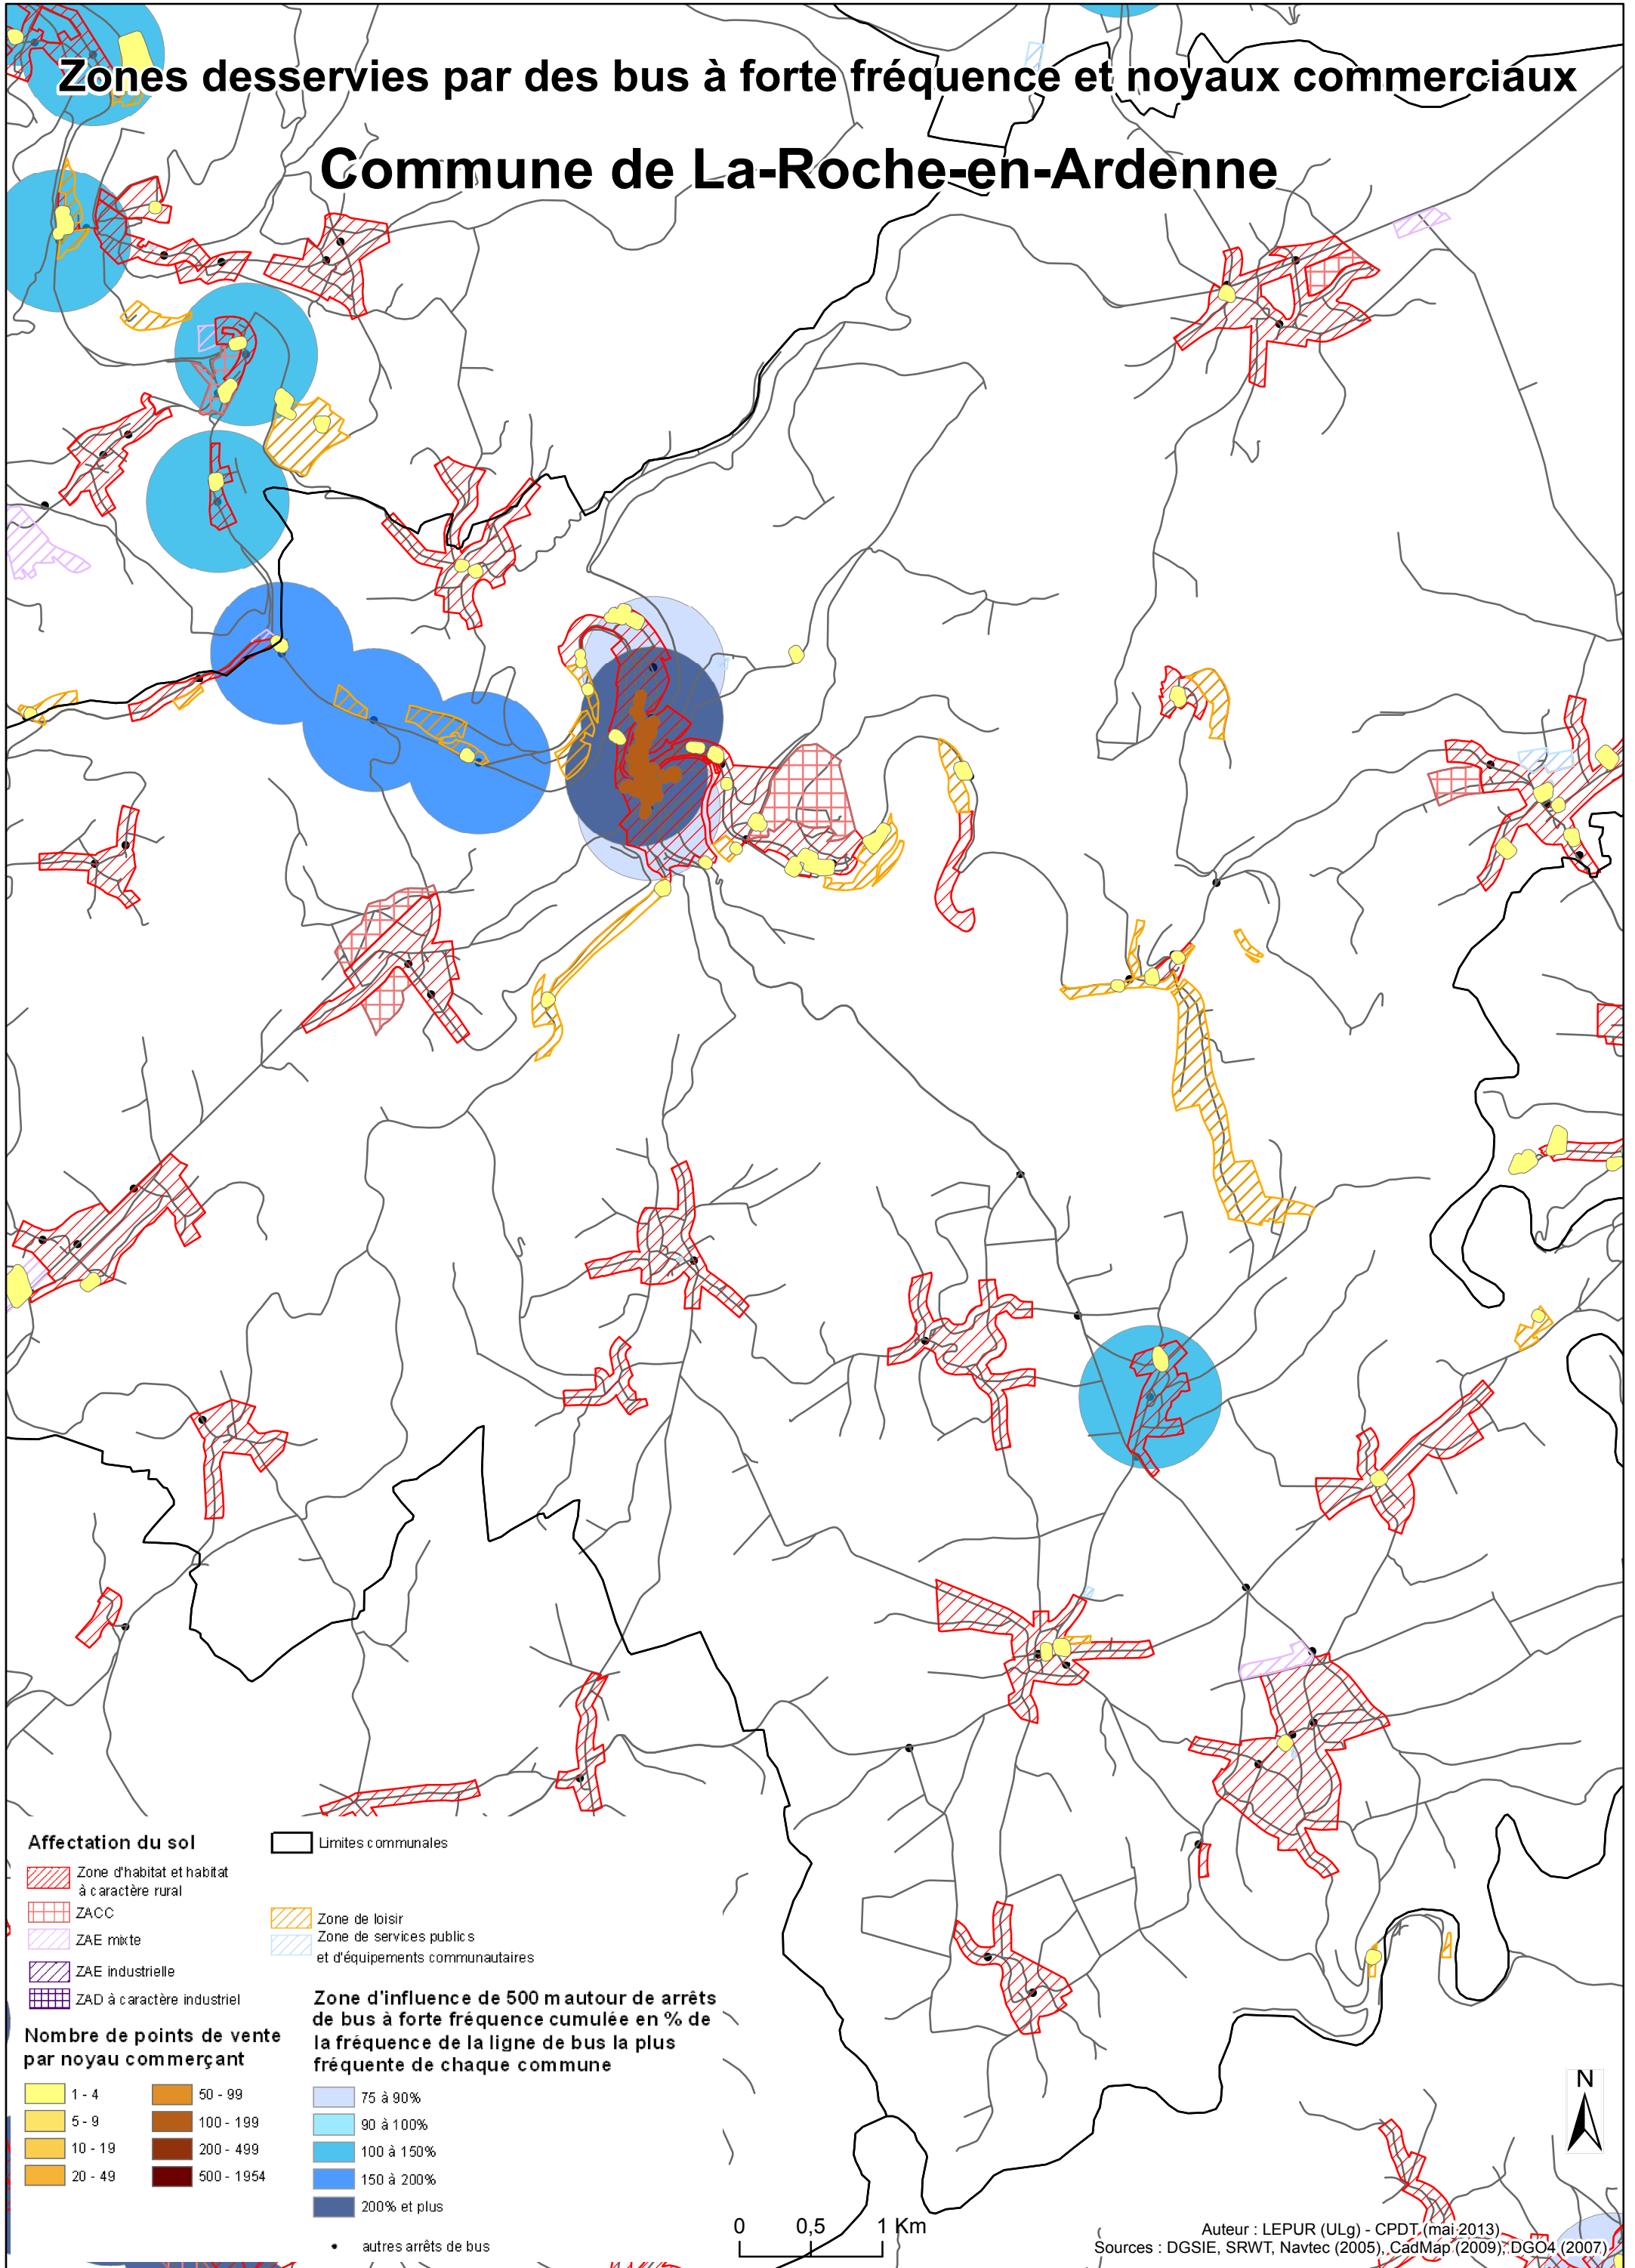 Zones desservies par des bus à forte fréquence et noyaux commerciaux
Commune de La-Roche-en-Ardenne
Affectation du sol
Zone d'habitat et habitat
à caractère rural
ZACC
ZAE mixte
ZAE industrielle
ZAD à caractère industriel
Limites communales
Zone de loisir
Zone de services publics
et d'équipements communautaires
Nombre de points de vente
par noyau commerçant
1 - 4
5 - 9
10 - 19
20 - 49
50 - 99
100 - 199
200 - 499
500 - 1954
Zone d'influence de 500 m autour de arrêts
de bus à forte fréquence cumulée en % de
la fréquence de la ligne de bus la plus
fréquente de chaque commune
75 à 90%
90 à 100%
100 à 150%
150 à 200%
200% et plus
autres arrêts de bus
0 0,5 1 Km
N
Auteur : LEPUR (ULg) - CPDT (mai 2013)
Sources : DGSIE, SRWT, Navtec (2005), CadMap (2009), DGO4 (2007)